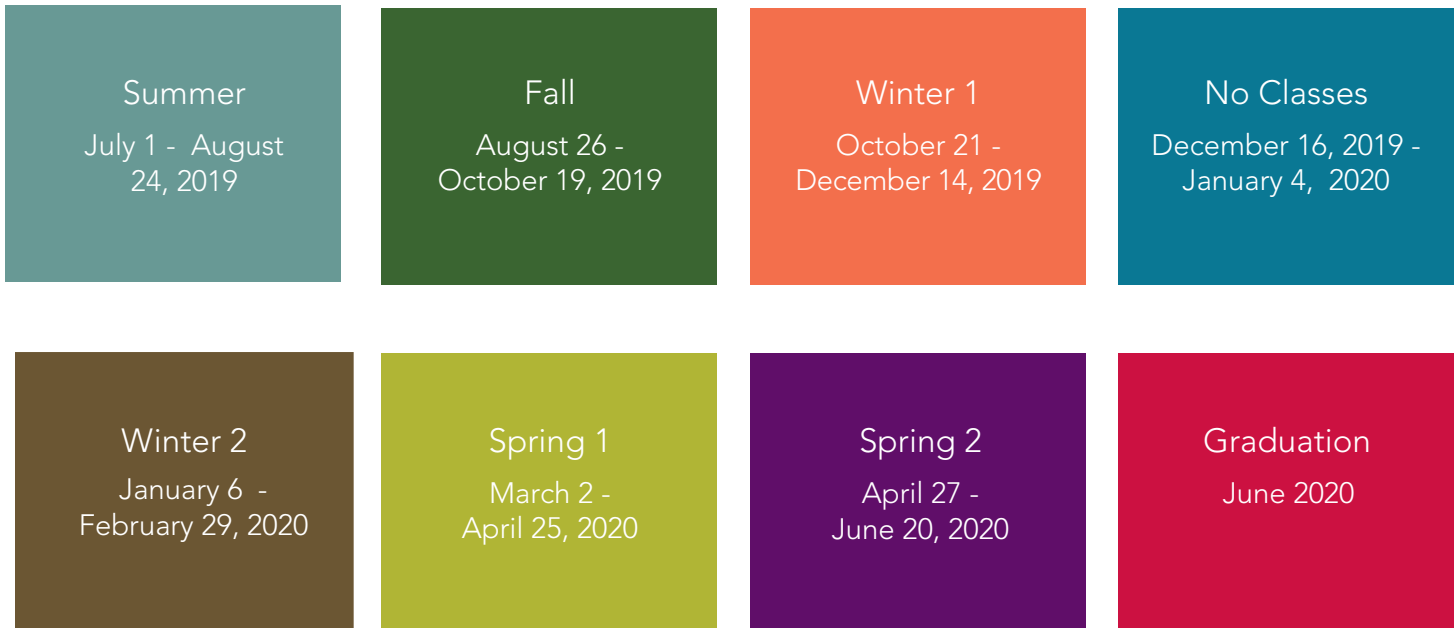 Summer
July 1 - August
24, 2019
Fall
August 26 -
October 19, 2019
Winter 1
October 21 -
December 14, 2019
No Classes
December 16, 2019 -
January 4, 2020
Winter 2
January 6 -
February 29, 2020
Spring 1
March 2 -
April 25, 2020
Spring 2
April 27 -
June 20, 2020
Graduation
June 2020